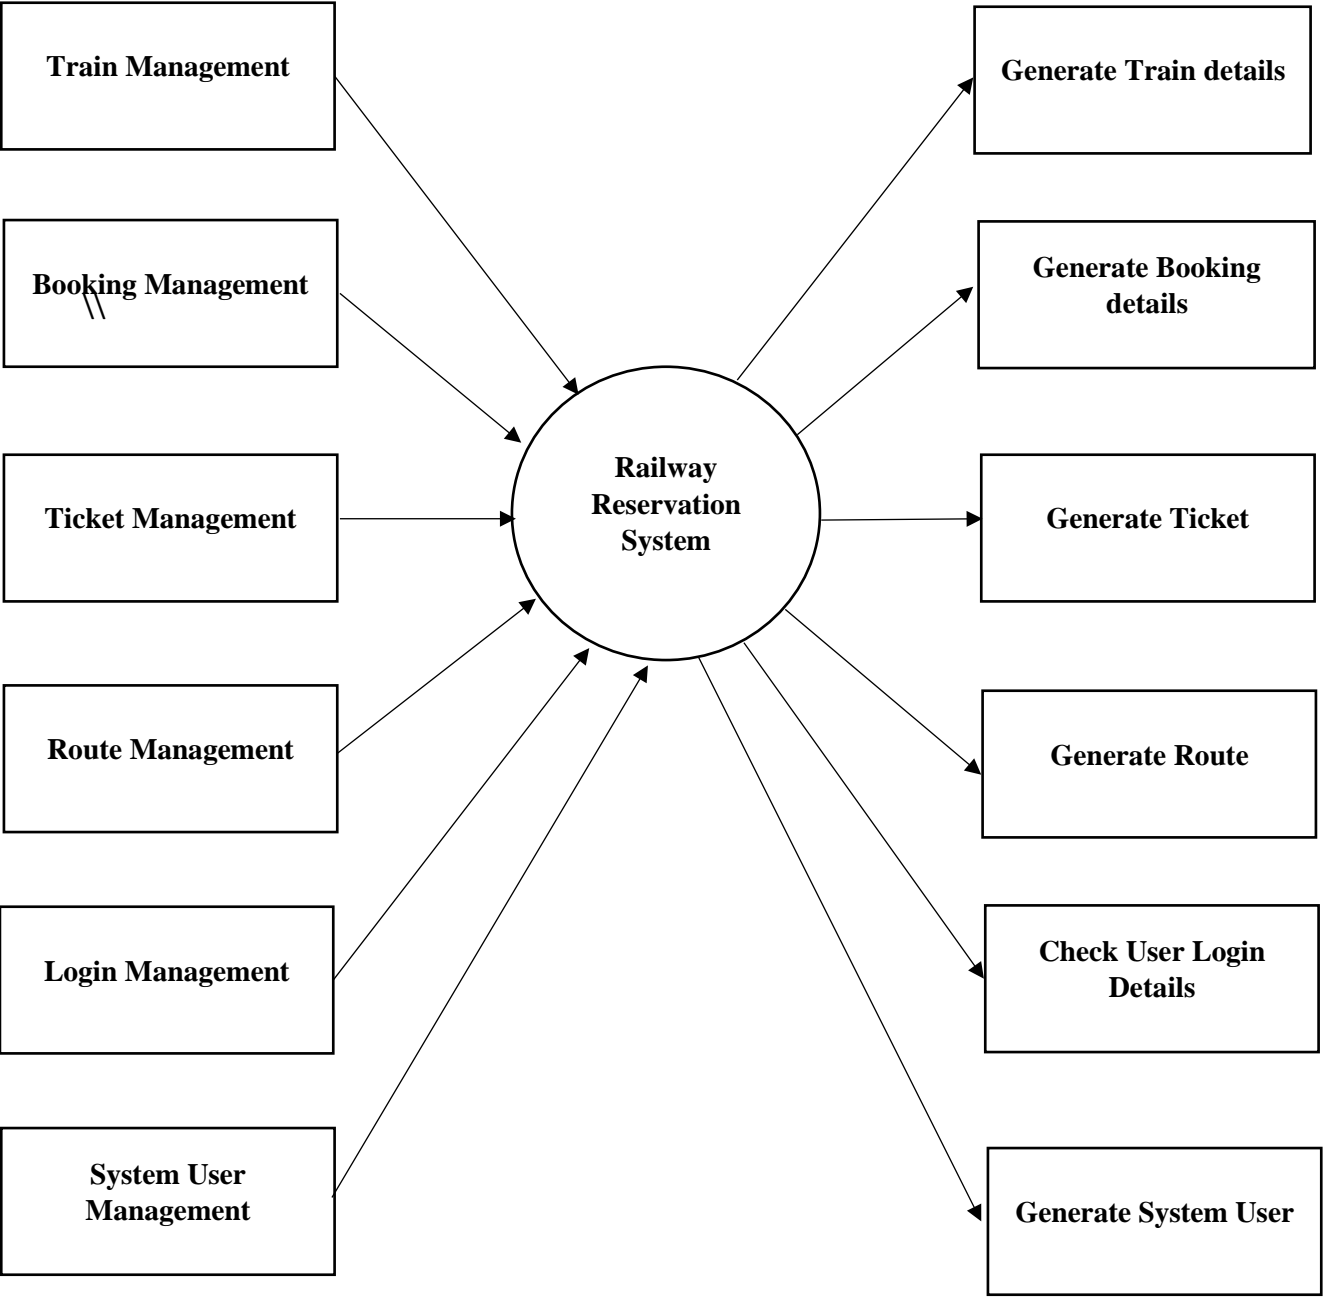 Train Management
Booking Management
\\
Ticket Management
Route Management
Login Management
System User
Management
Railway
Reservation
System
Generate Train details
Generate Booking
details
Generate Ticket
Generate Route
Check User Login
Details
Generate System User